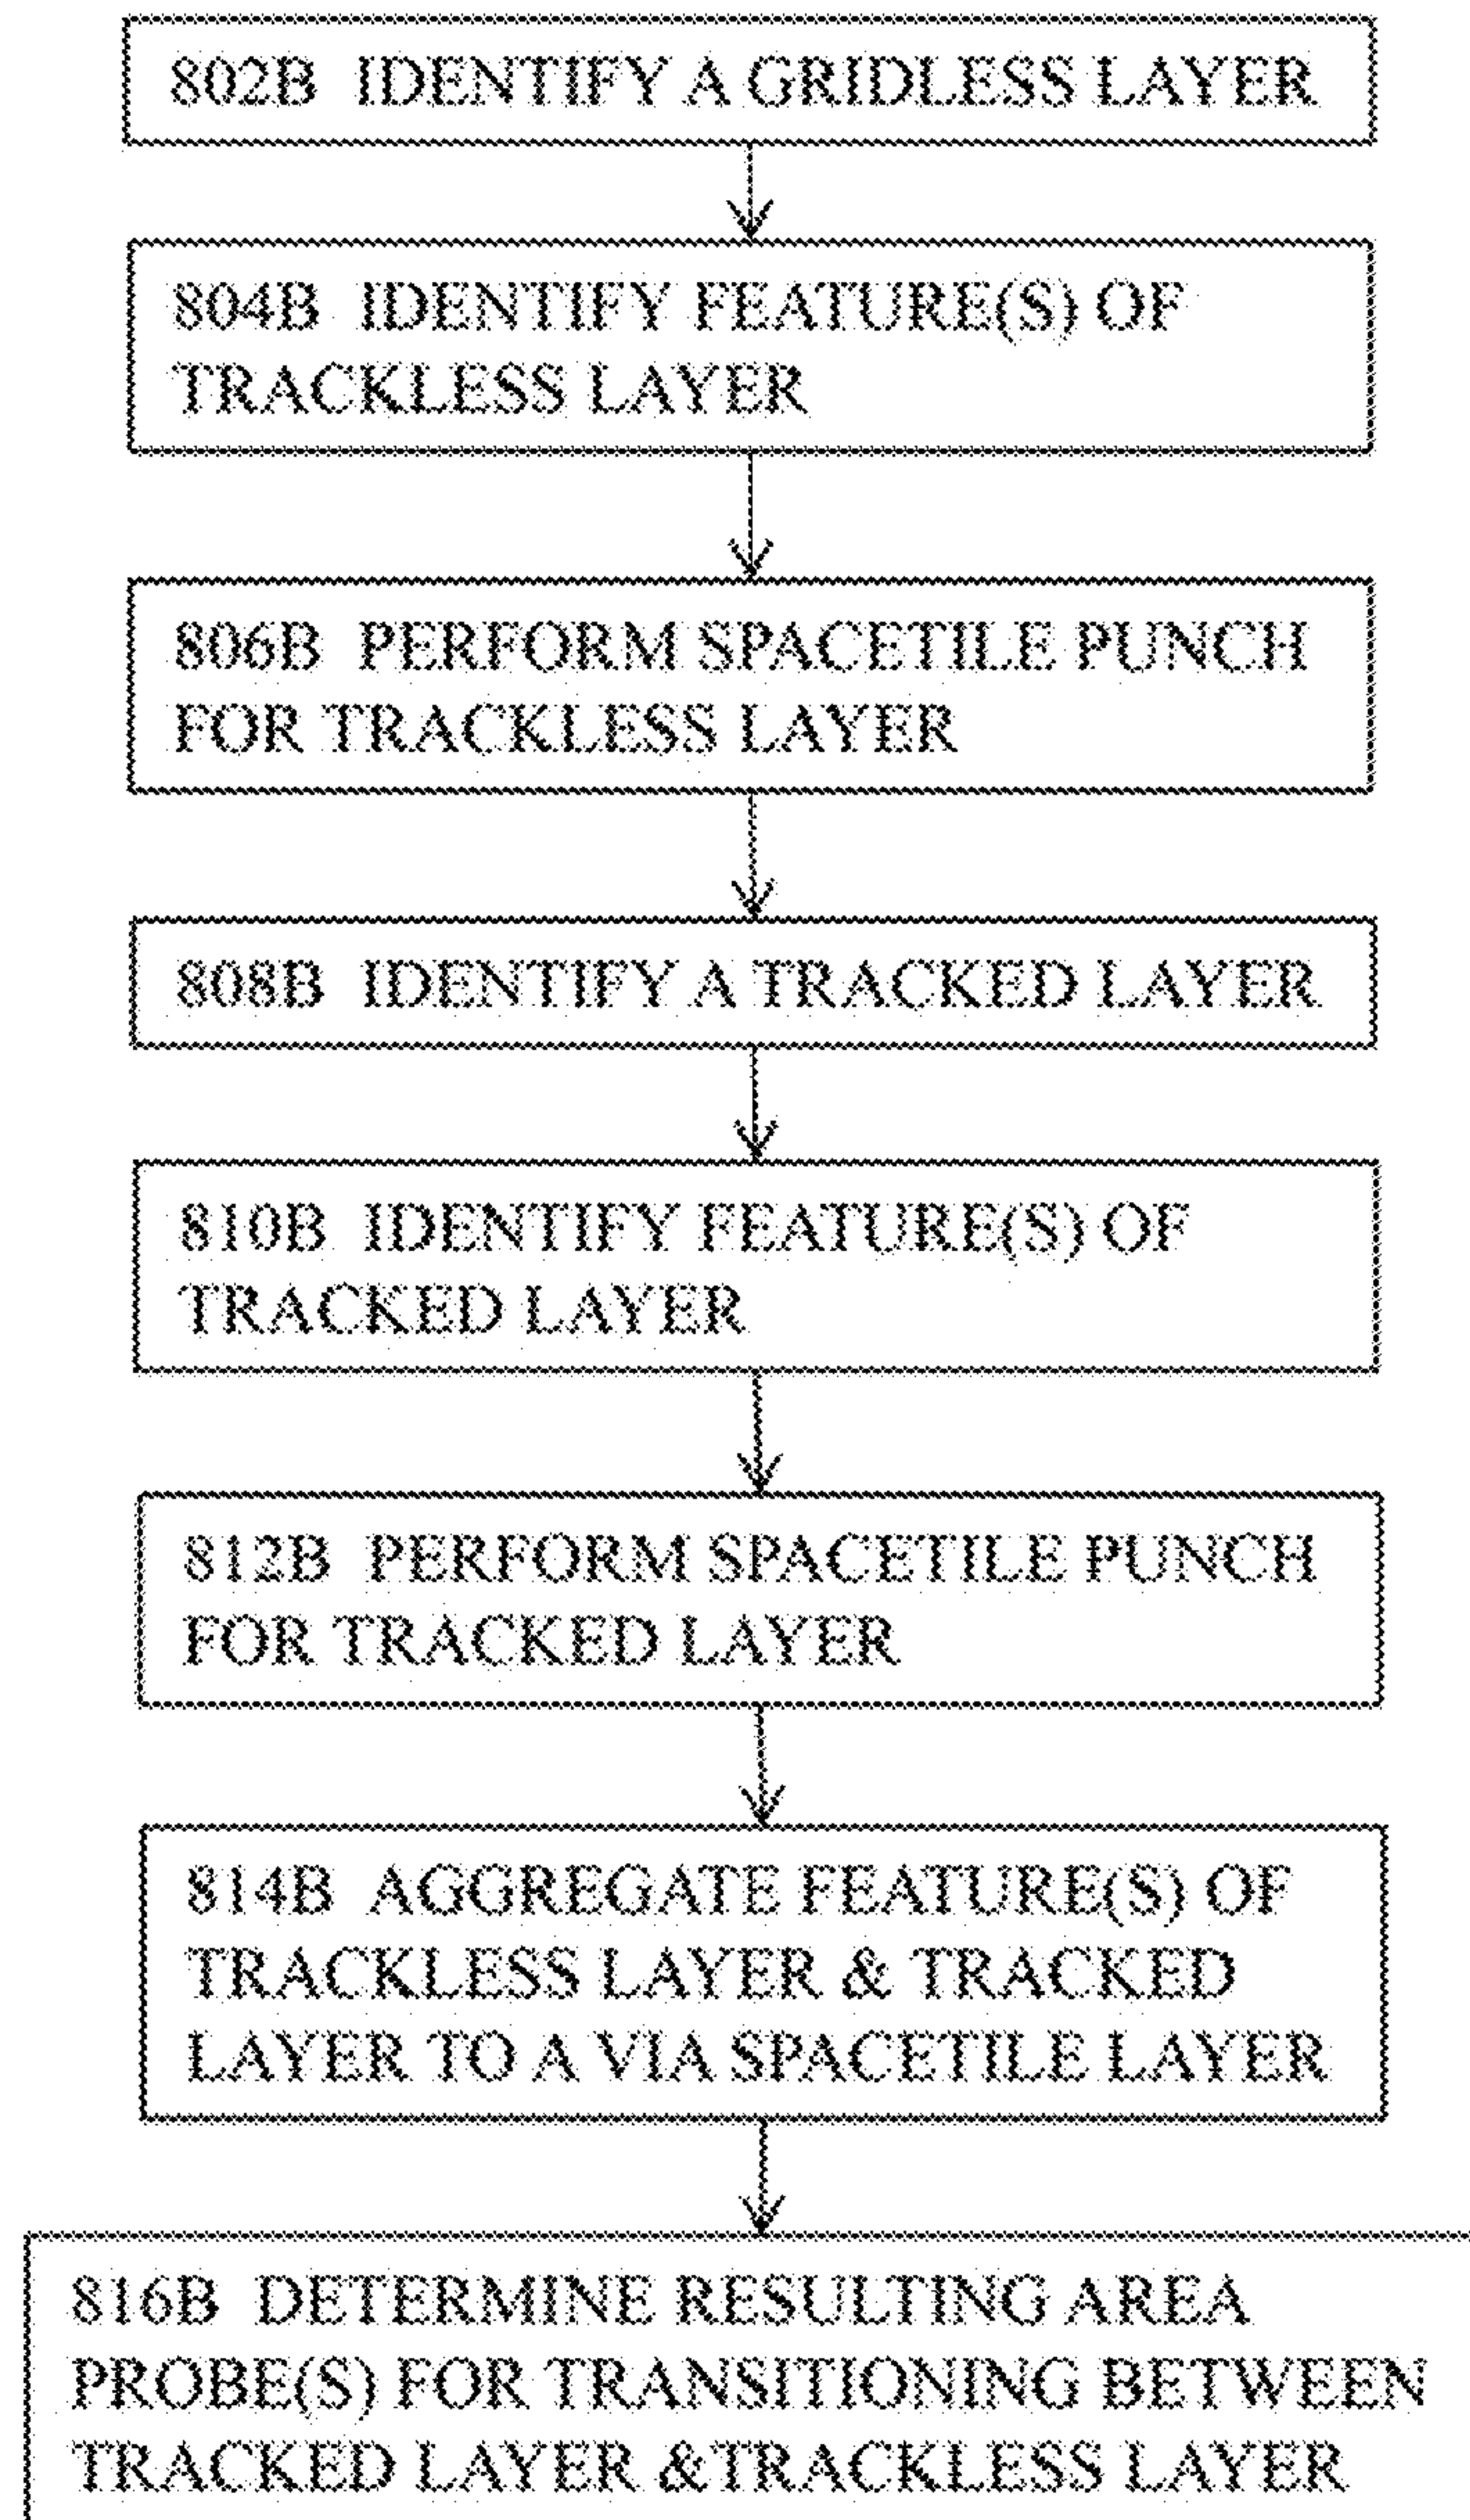 802B IDENTIFY A GRIDLESS LAYER
804B IDENTIFY FEATURE(S) OF
TRACKLESS LAYER
806B PERFORM SPACETILE PUNCH
FOR TRACKLESS LAYER
808B IDENTIFY A TRACKED LAYER
810B IDENTIFY FEATURE(S) OF
TRACKED LAYER
812B PERFORM SPACETILE PUNCH
FOR TRACKED LAYER
814B AGGREGATE FEATURE(S) OF
TRACKLESS LAYER & TRACKED
LAYER TO A VIA SPACETILE LAYER
816B DETERMINE RESULTING AREA
PROBE(S) FOR TRANSITIONING BETWEEN
TRACKED LAYER &TRACKLESS LAYER